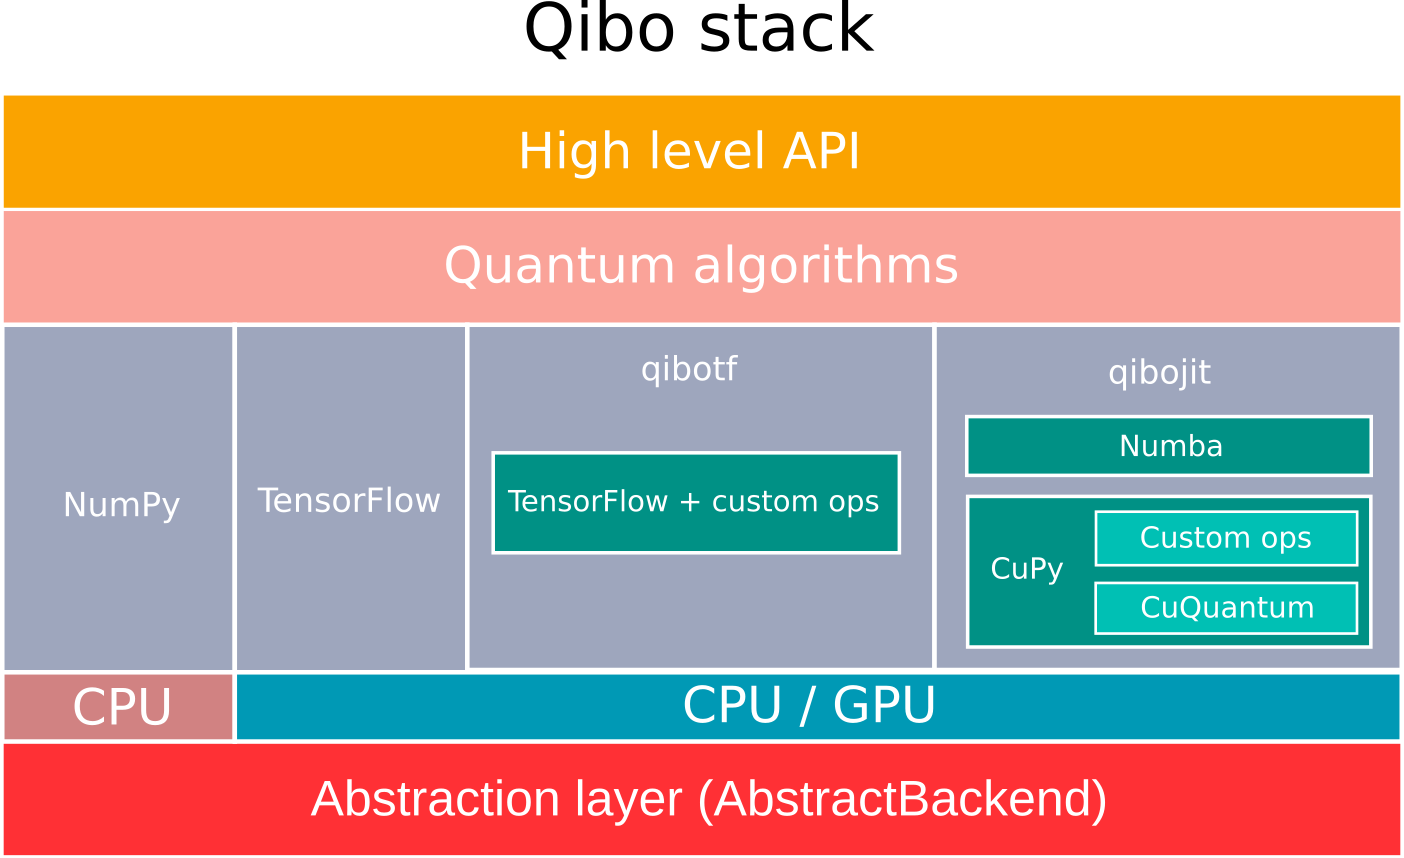 Qibo stack
High level API
Quantum algorithms
NumPy
TensorFlow
qibotf
TensorFlow + custom ops
qibojit
Numba
CuPy
Custom ops
CuQuantum
CPU
CPU / GPU
Abstraction layer (AbstractBackend)